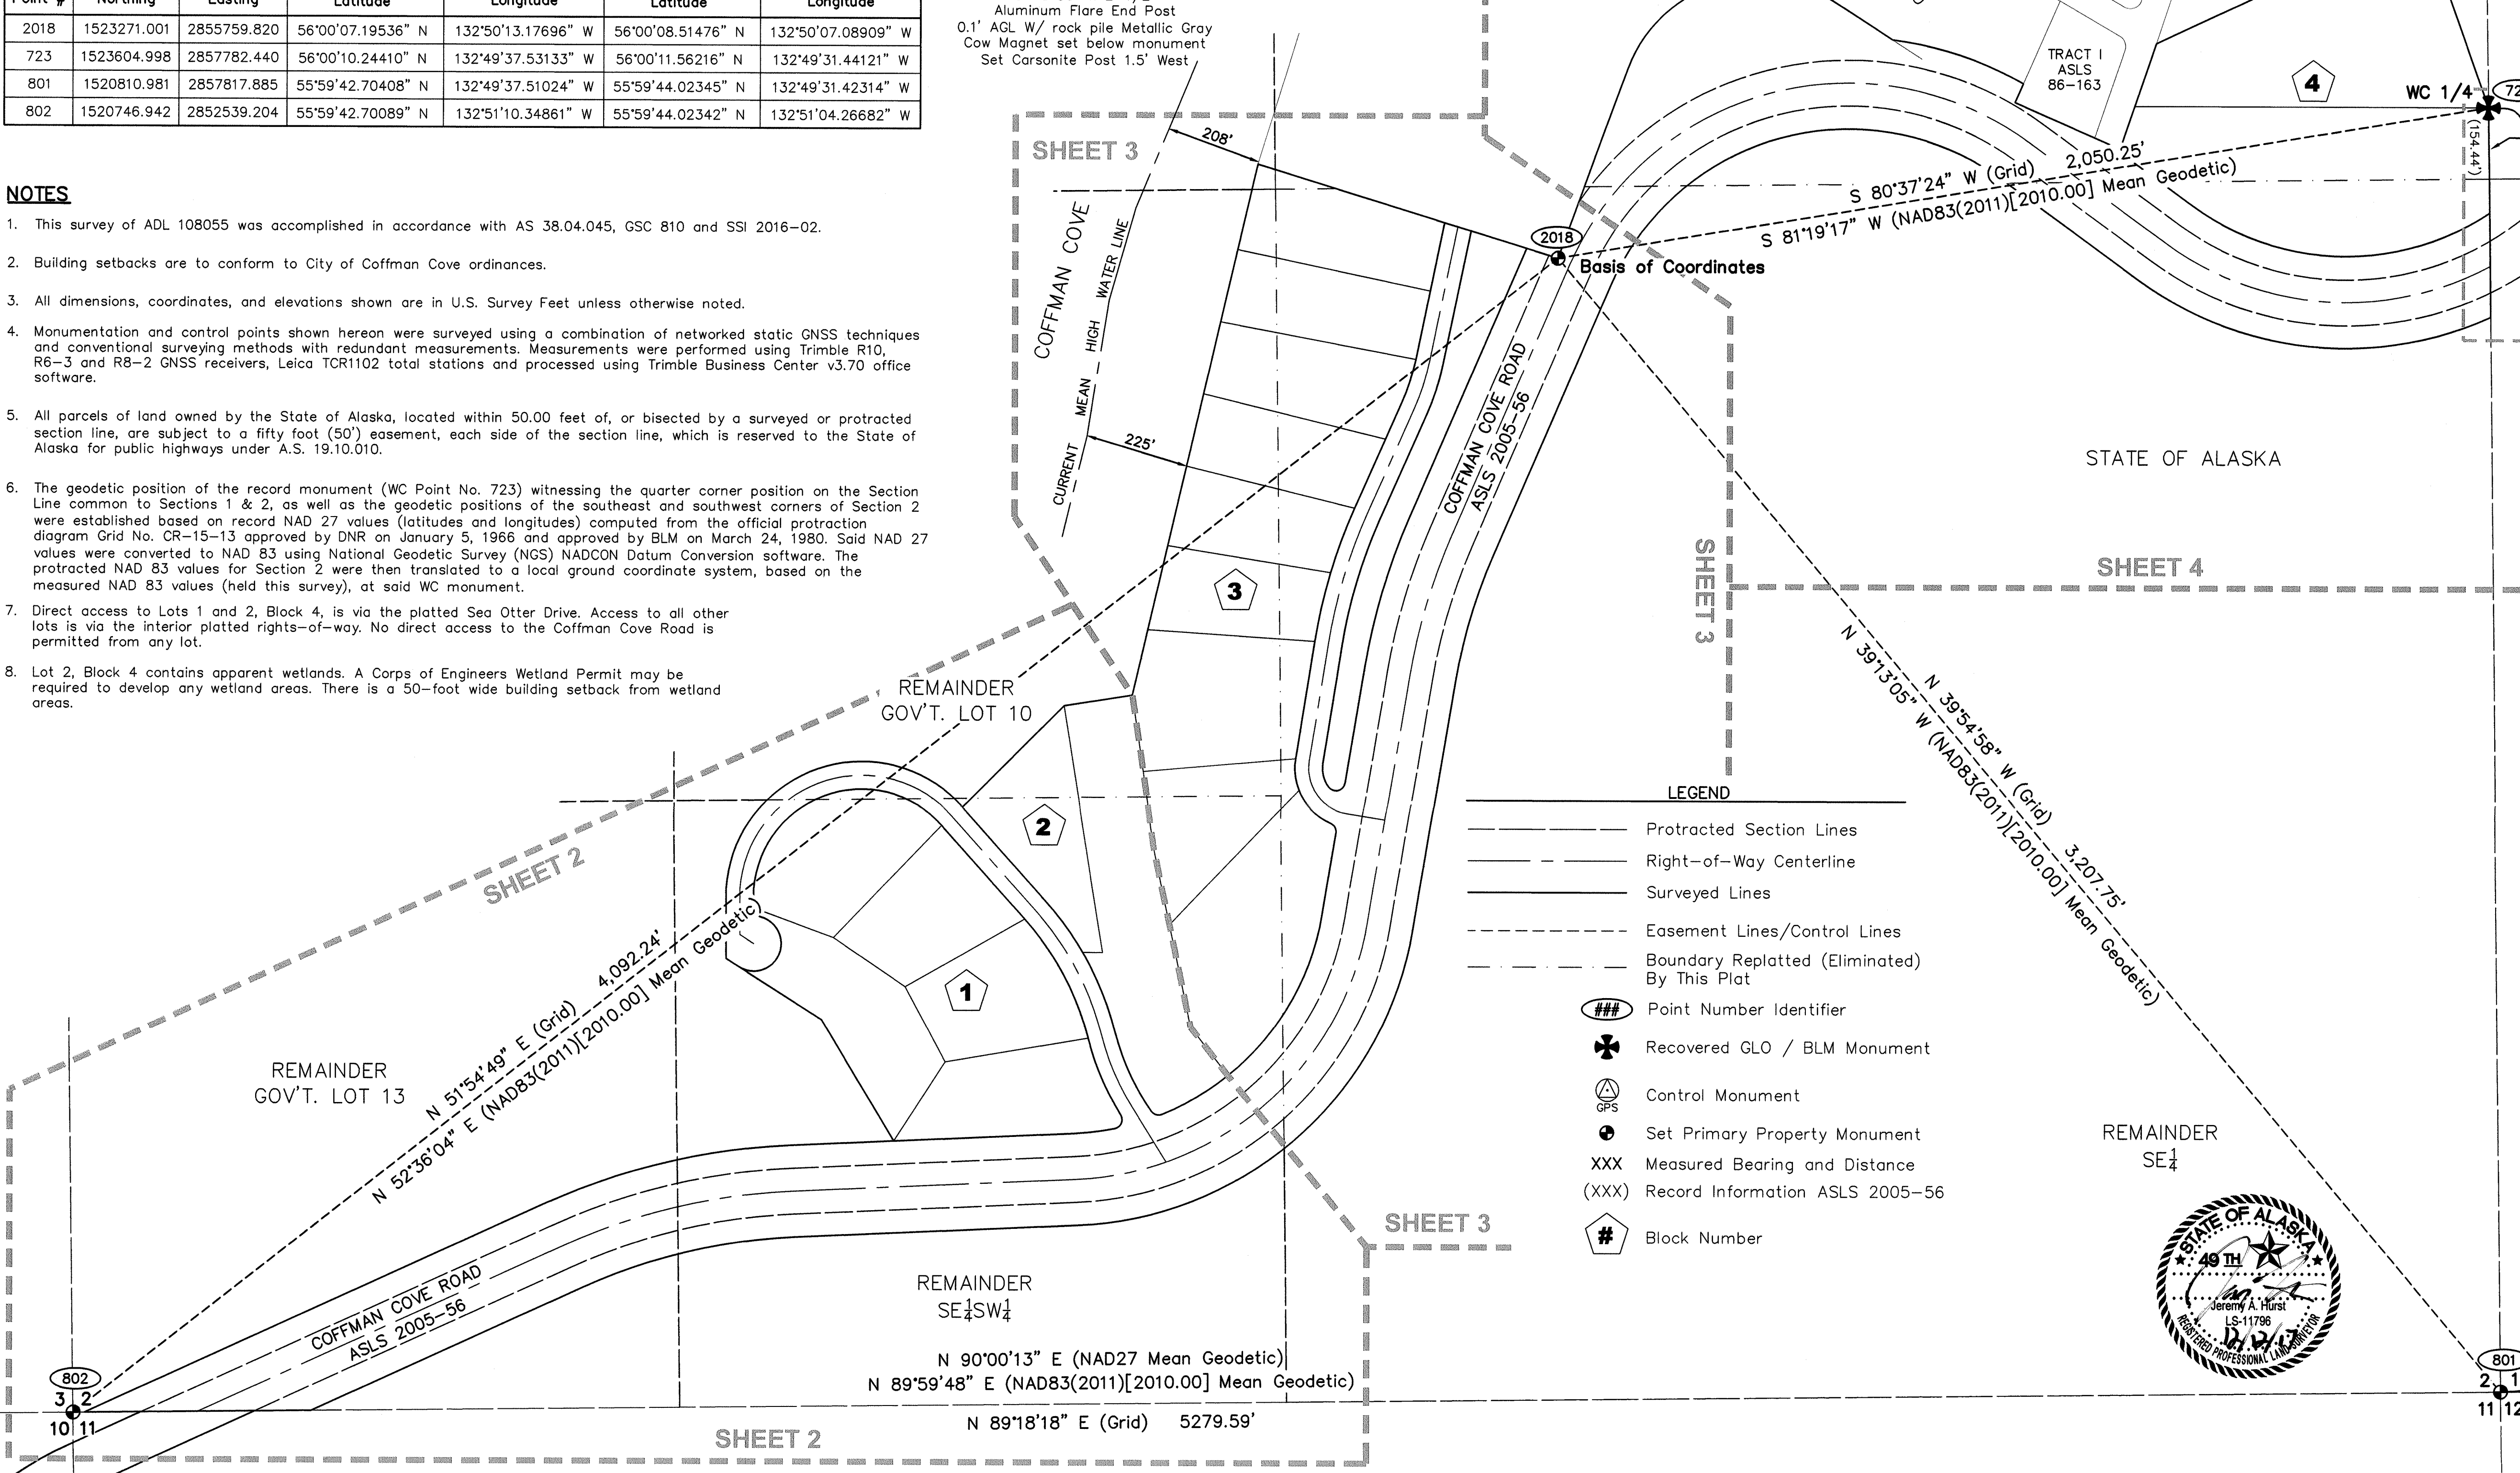 Point # Northing Easting Latitude Longitude Latitude Longitude
2018 1523271.001 2855759.820 56°00'07.19536" N 132°50'13.17696" W 56°00'08.51476" N 132°50'07.08909" W
723 1523604.998 2857782.440 56°00'10.24410" N 132°49'37.53133" W 56°00'11.56216" N 132°49'31.44121" W
801 1520810.981 2857817.885 55°59'42.70408" N 132°49'37.51024" W 55°59'44.02345" N 132°49'31.42314" W
802 1520746.942 2852539.204 55°59'42.70089" N 132°51'10.34861" W 55°59'44.02342" N 132°51'04.26682" W
Aluminum Flare End Post
0.1' AGL W/ rock pile Metallic Gray
Cow Magnet set below monument
Set Carsonite Post 1.5' West
NOTES
1. This survey of ADL 108055 was accomplished in accordance with AS 38.04.045, GSC 810 and SSI 2016-02.
2. Building setbacks are to conform to City of Coffman Cove ordinances.
3. All dimensions, coordinates, and elevations shown are in U.S. Survey Feet unless otherwise noted.
4. Monumentation and control points shown hereon were surveyed using a combination of networked static GNSS techniques
and conventional surveying methods with redundant measurements. Measurements were performed using Trimble R10,
R6-3 and R8-2 GNSS receivers, Leica TCR1102 total stations and processed using Trimble Business Center v3.70 office
software.
5. All parcels of land owned by the State of Alaska, located within 50.00 feet of, or bisected by a surveyed or protracted
section line, are subject to a fifty foot (50') easement, each side of the section line, which is reserved to the State of
Alaska for public highways under A.S. 19.10.010.
6. The geodetic position of the record monument (WC Point No. 723) witnessing the quarter corner position on the Section
Line common to Sections 1 & 2, as well as the geodetic positions of the southeast and southwest corners of Section 2
were established based on record NAD 27 values (latitudes and longitudes) computed from the official protraction
diagram Grid No. CR-15-13 approved by DNR on January 5, 1966 and approved by BLM on March 24, 1980. Said NAD 27
values were converted to NAD 83 using National Geodetic Survey (NGS) NADCON Datum Conversion software. The
protracted NAD 83 values for Section 2 were then translated to a local ground coordinate system, based on the
measured NAD 83 values (held this survey), at said WC monument.
7. Direct access to Lots 1 and 2, Block 4, is via the platted Sea Otter Drive. Access to all other
lots is via the interior platted rights-of-way. No direct access to the Coffman Cove Road is
permitted from any lot.
8. Lot 2, Block 4 contains apparent wetlands. A Corps of Engineers Wetland Permit may be
required to develop any wetland areas. There is a 50-foot wide building setback from wetland
areas.
SHEET 3
208'
COFFMAN COVE
CURRENT MEAN HIGH WATER LINE
225'
TRACT I
ASLS
86-163
4
WC 1/4
(154.44')
S 80°37'24" W (Grid) 2,050.25'
S 81°19'17" W (NAD83(2011)[2010.00] Mean Geodetic)
2018
Basis of Coordinates
COFFMAN COVE ROAD
ASLS 2005-56
STATE OF ALASKA
SHEET 3
SHEET 4
3
REMAINDER
GOV'T. LOT 10
N 39°54'58" W (Grid) 3,207.75'
N 39°13'05" W (NAD83(2011)[2010.00] Mean Geodetic)
2
SHEET 2
1
N 51°54'49" E (Grid) 4,092.24'
N 52°36'04" E (NAD83(2011)[2010.00] Mean Geodetic)
REMAINDER
GOV'T. LOT 13
LEGEND
Protracted Section Lines
Right-of-Way Centerline
Surveyed Lines
Easement Lines/Control Lines
Boundary Replatted (Eliminated)
By This Plat
### Point Number Identifier
Recovered GLO / BLM Monument
GPS Control Monument
Set Primary Property Monument
XXX Measured Bearing and Distance
(XXX) Record Information ASLS 2005-56
# Block Number
REMAINDER
SE1/4
STATE OF ALASKA
49 TH
Jeremy A. Hurst
LS-11796
REGISTERED PROFESSIONAL LAND SURVEYOR
SHEET 3
COFFMAN COVE ROAD
ASLS 2005-56
REMAINDER
SE1/4SW1/4
N 90°00'13" E (NAD27 Mean Geodetic)
N 89°59'48" E (NAD83(2011)[2010.00] Mean Geodetic)
N 89°18'18" E (Grid) 5279.59'
802
3 2
10 11
801
2 1
11 12
SHEET 2